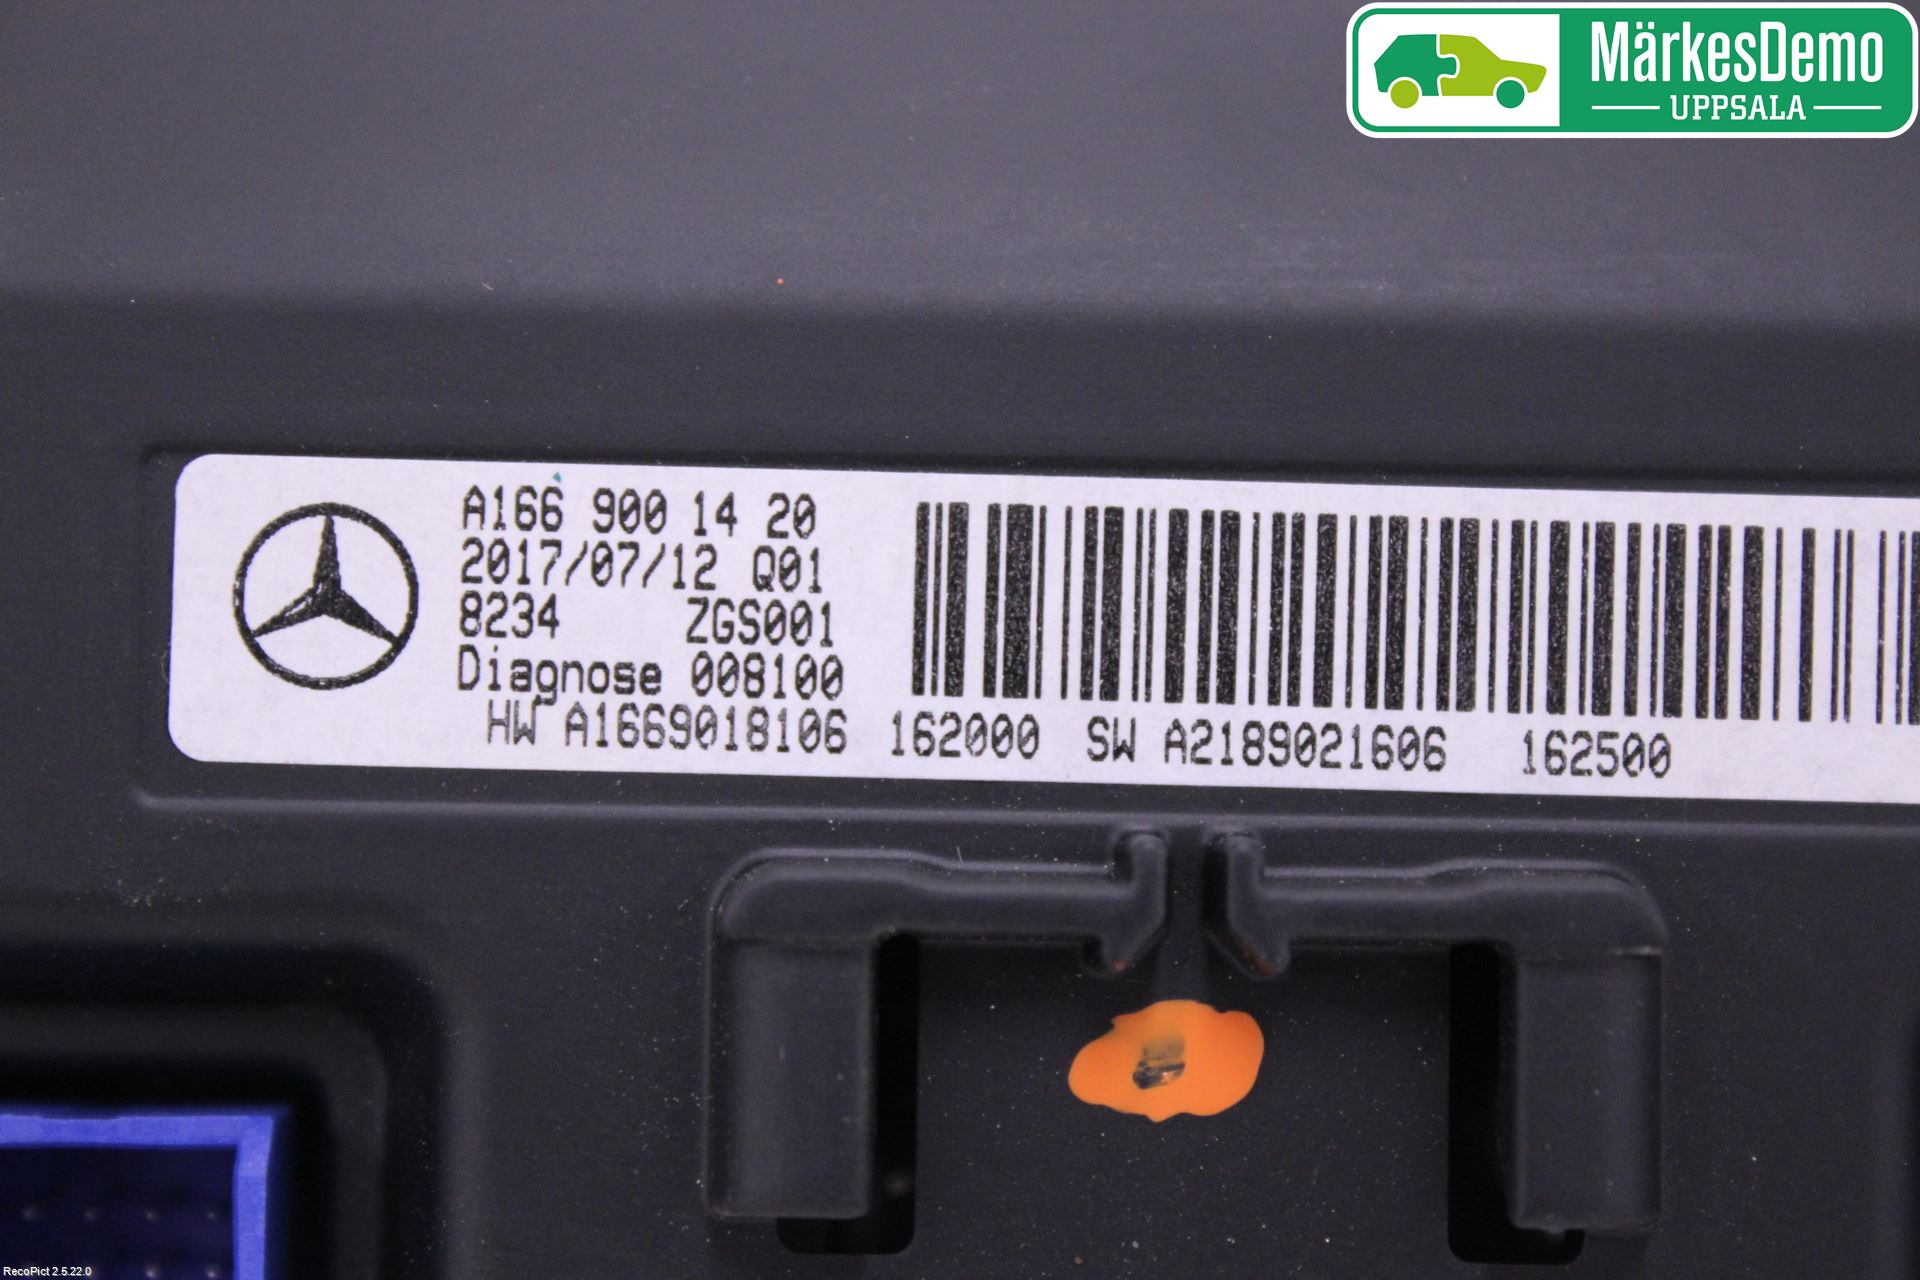 MärkesDemo
UPPSALA
A166 900 14 20
2017/07/12 Q01
8234 ZGS001
Diagnose 008100
HW A1669018106 162000 SW A2189021606 162500
RecoPict 2.5.22.0